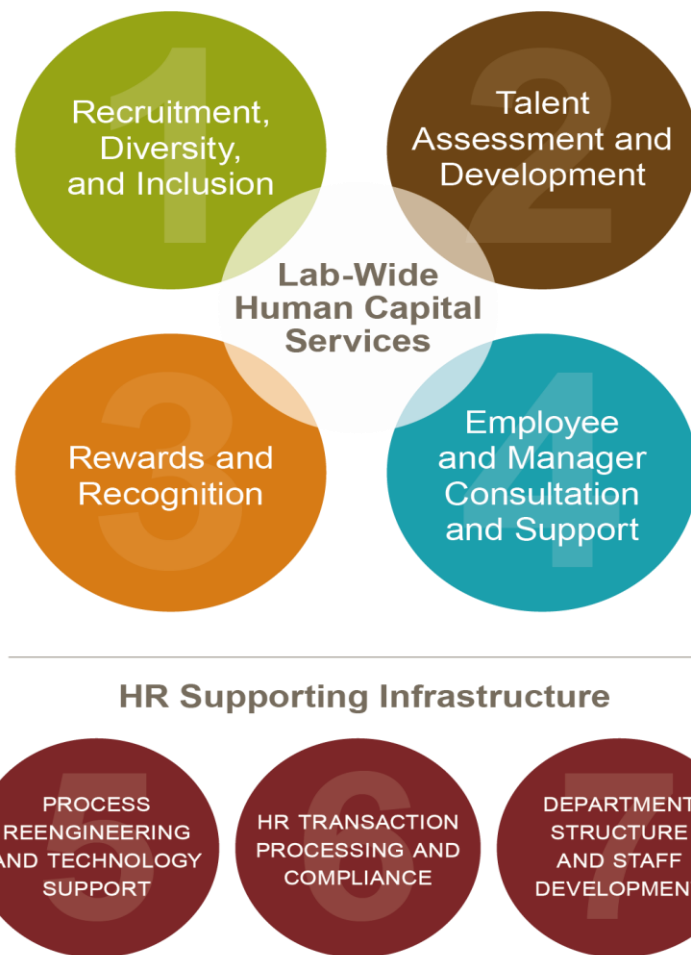 1
Recruitment,
Diversity,
and Inclusion
2
Talent
Assessment and
Development
Lab-Wide
Human Capital
Services
3
Rewards and
Recognition
4
Employee
and Manager
Consultation
and Support
HR Supporting Infrastructure
5
PROCESS
REENGINEERING
AND TECHNOLOGY
SUPPORT
6
HR TRANSACTION
PROCESSING AND
COMPLIANCE
7
DEPARTMENT
STRUCTURE
AND STAFF
DEVELOPMENT